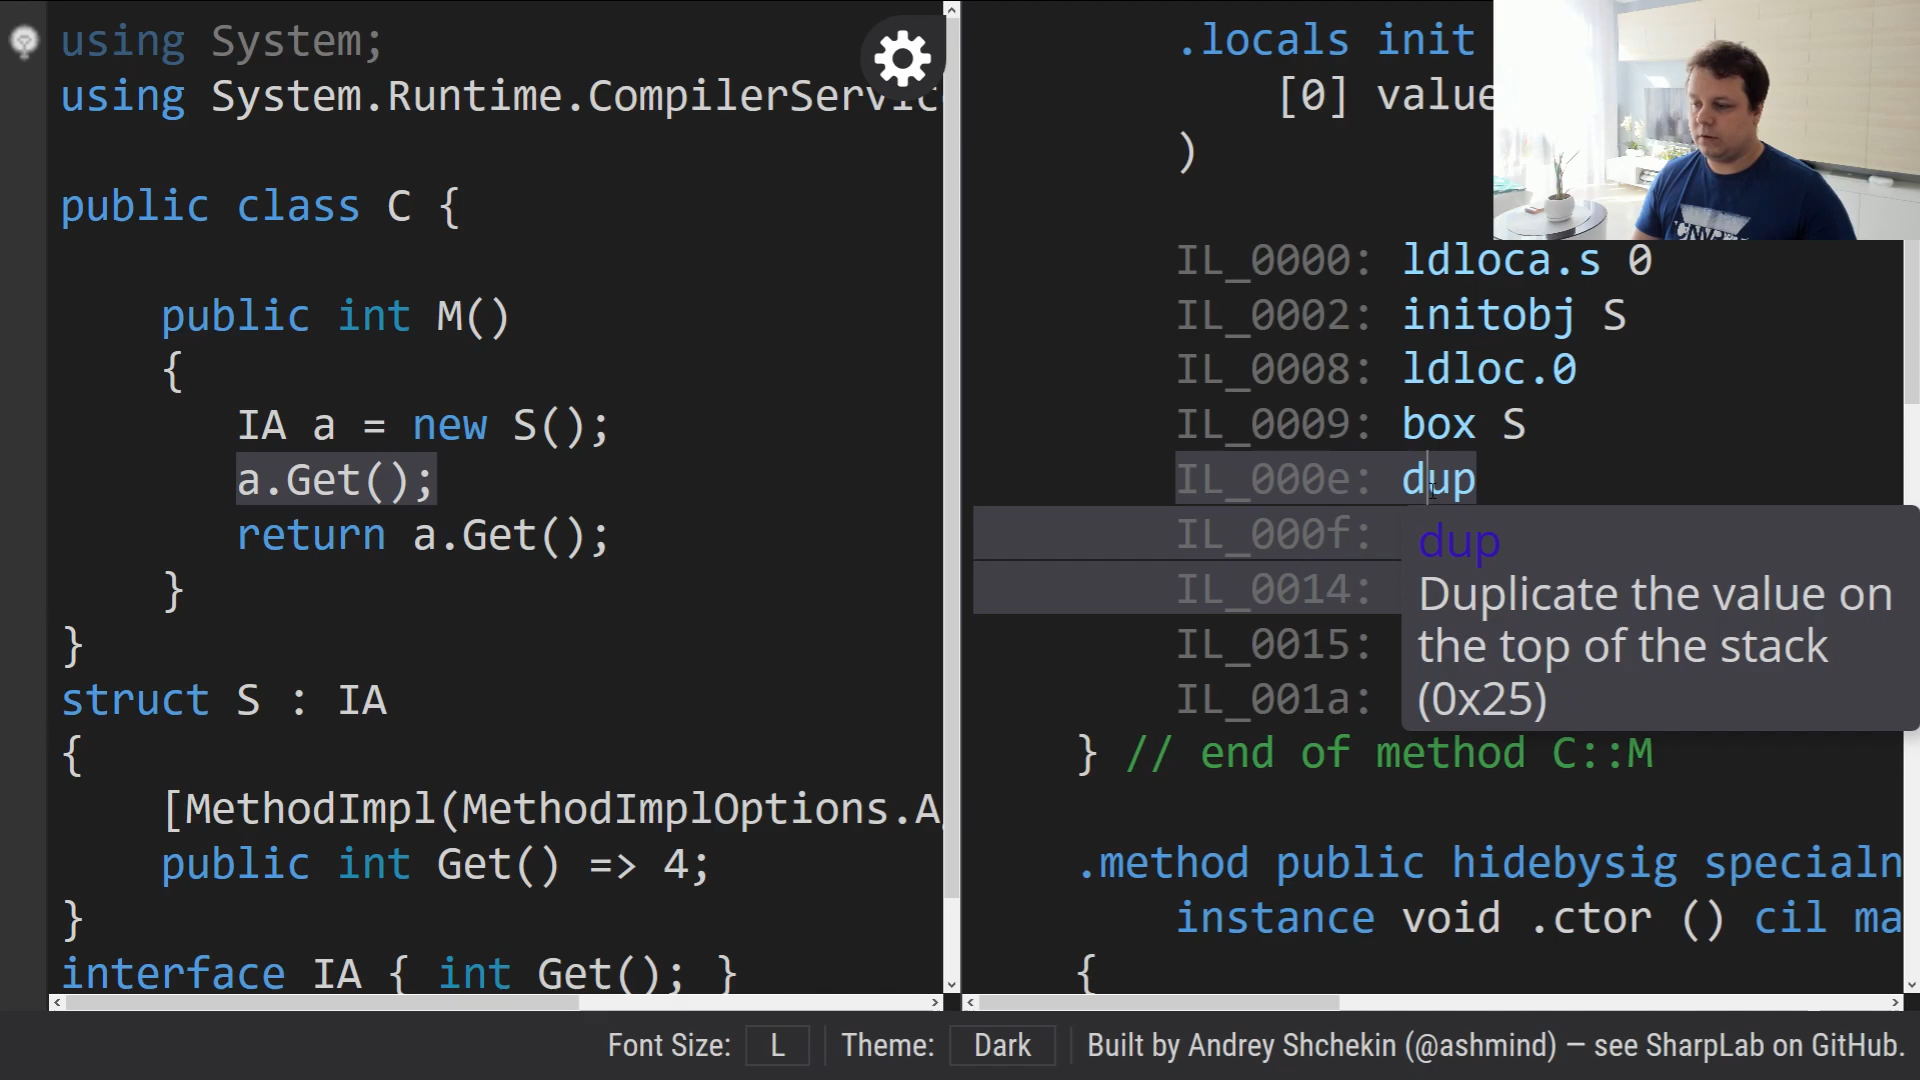 using System;
using System.Runtime.CompilerServic
public class C {
public int M()
{
IA a = new S();
a.Get();
return a.Get();
}
}
struct S : IA
{
[MethodImpl(MethodImplOptions.A
public int Get() => 4;
}
interface IA { int Get(); }
.locals init
[0] value
)
IL_0000: ldloca.s 0
IL_0002: initobj S
IL_0008: ldloc.0
IL_0009: box S
IL_000e: dup
IL_000f:
IL_0014:
IL_0015:
IL_001a:
dup
Duplicate the value on
the top of the stack
(0x25)
} // end of method C::M
.method public hidebysig specialn
instance void .ctor () cil ma
{
Font Size: L Theme: Dark Built by Andrey Shchekin (@ashmind) — see SharpLab on GitHub.